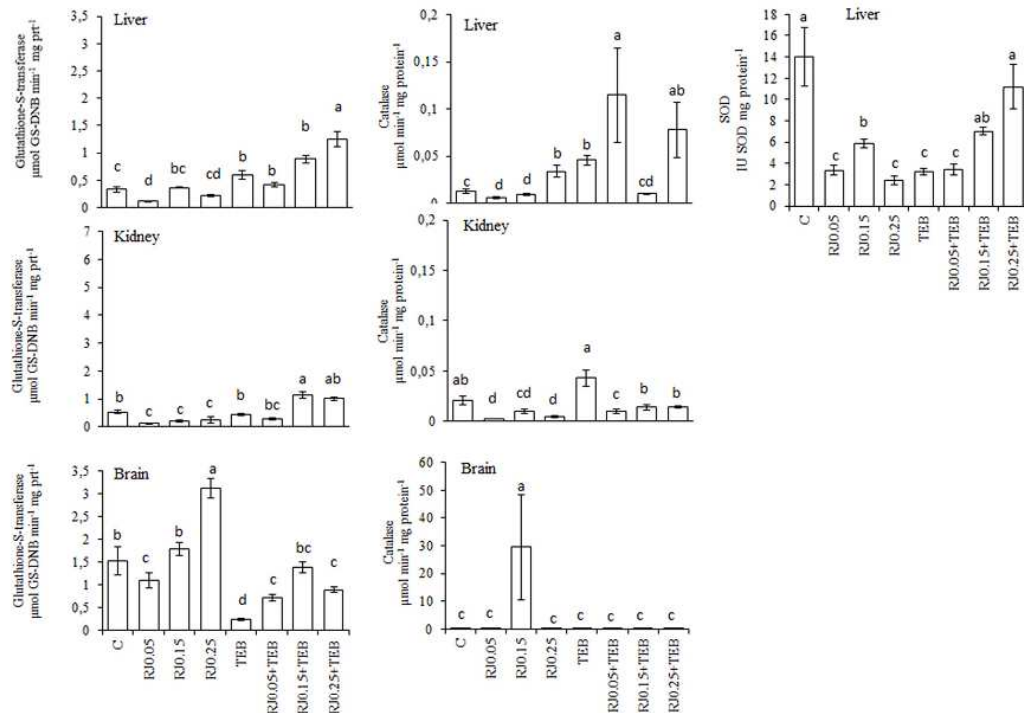 Glutathione-S-transferase
µmol GS-DNB min-1 mg prt-1
Liver
3,5
3
2,5
2
1,5
1
0,5
0
c
d
bc
cd
b
b
b
a
Catalase
µmol min-1 mg protein-1
Liver
0,2
0,15
0,1
0,05
0
c
d
d
b
b
a
cd
ab
SOD
IU SOD mg protein-1
Liver
18
16
14
12
10
8
6
4
2
0
a
c
b
c
c
c
ab
a
C
RJ0.05
RJ0.15
RJ0.25
TEB
RJ0.05+TEB
RJ0.15+TEB
RJ0.25+TEB
Glutathione-S-transferase
µmol GS-DNB min-1 mg prt-1
Kidney
7
6
5
4
3
2
1
0
b
c
c
c
b
bc
a
ab
Catalase
µmol min-1 mg protein-1
Kidney
0,2
0,15
0,1
0,05
0
ab
d
cd
d
a
c
b
b
Glutathione-S-transferase
µmol GS-DNB min-1 mg prt-1
Brain
3,5
3
2,5
2
1,5
1
0,5
0
b
c
b
a
d
c
bc
c
C
RJ0.05
RJ0.15
RJ0.25
TEB
RJ0.05+TEB
RJ0.15+TEB
RJ0.25+TEB
Catalase
µmol min-1 mg protein-1
Brain
60
50
40
30
20
10
0
c
c
a
c
c
c
c
c
C
RJ0.05
RJ0.15
RJ0.25
TEB
RJ0.05+TEB
RJ0.15+TEB
RJ0.25+TEB